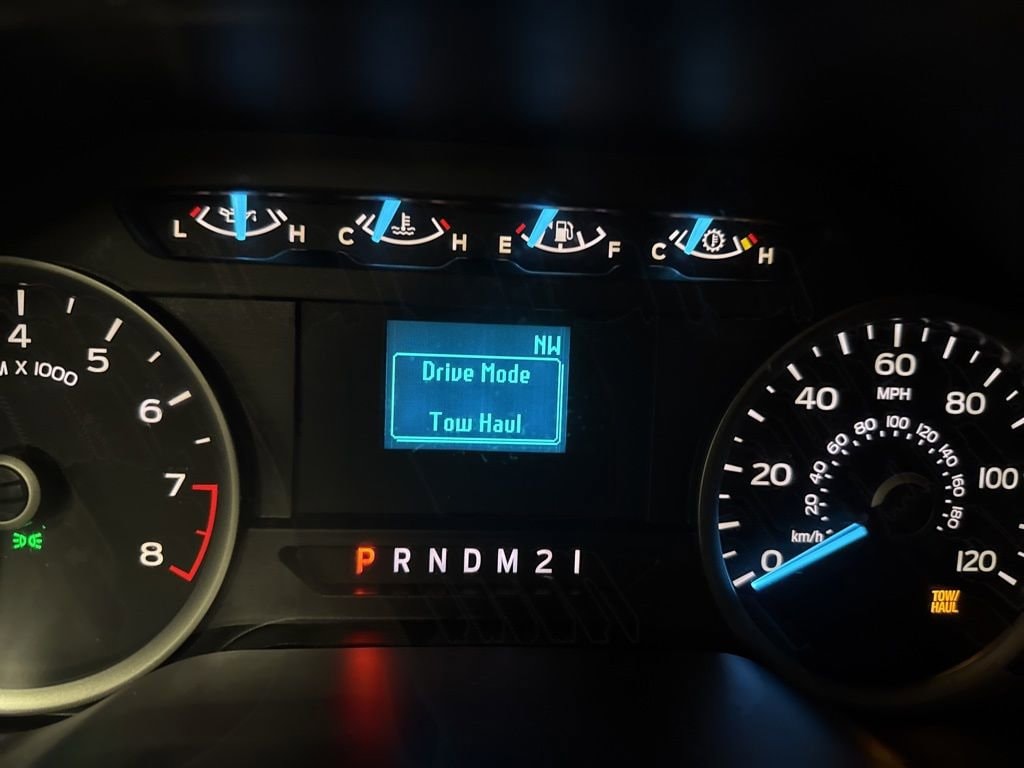 L H C H E F C H
NW
Drive Mode
Tow Haul
4 5 6 7 8
X 1000
0 20 40 60 80 100 120
MPH
20 40 60 80 100 120 140 160 180
km/h
P R N D M 2 1
TOW/
HAUL